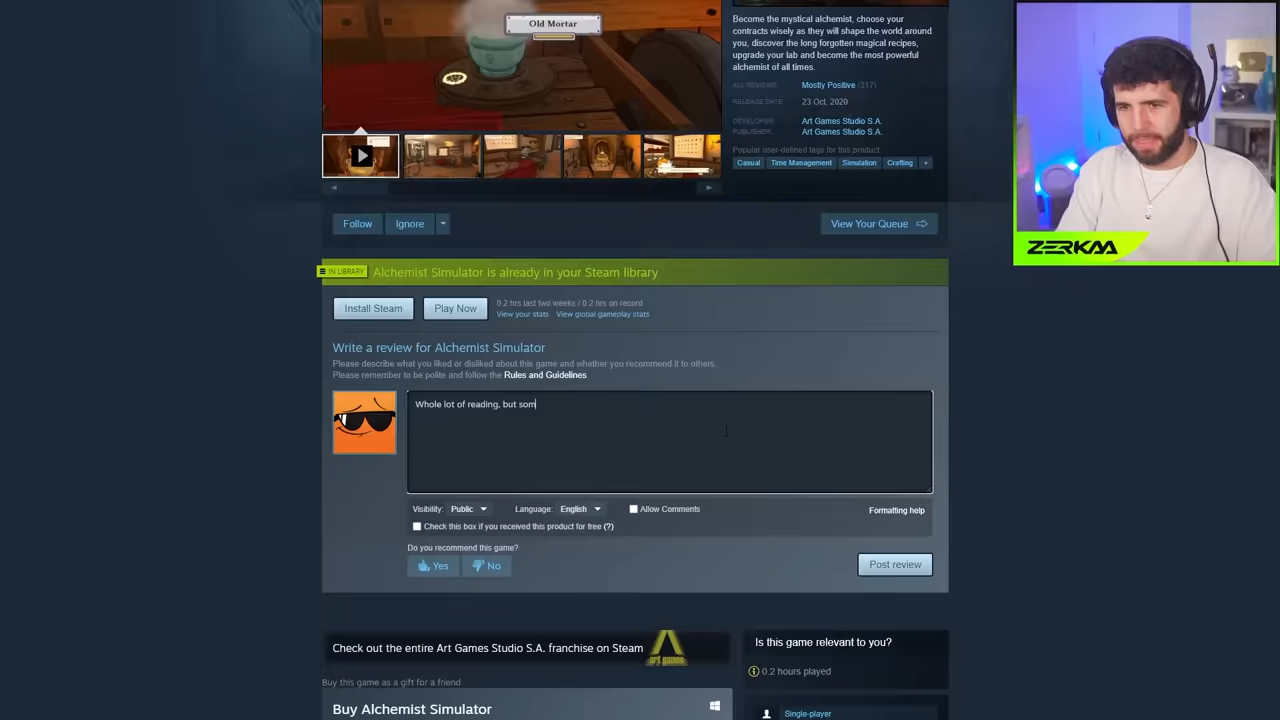 Old Mortar
Become the mystical alchemist, choose your
contracts wisely as they will shape the world around
you, discover the long forgotten magical recipes,
upgrade your lab and become the most powerful
alchemist of all times.
ALL REVIEWS: Mostly Positive (317)
RELEASE DATE: 23 Oct, 2020
DEVELOPER: Art Games Studio S.A.
PUBLISHER: Art Games Studio S.A.
Popular user-defined tags for this product:
Casual Time Management Simulation Crafting +
Follow Ignore View Your Queue
ZERKAA
IN LIBRARY Alchemist Simulator is already in your Steam library
Install Steam Play Now 0.2 hrs last two weeks / 0.2 hrs on record
View your stats View global gameplay stats
Write a review for Alchemist Simulator
Please describe what you liked or disliked about this game and whether you recommend it to others.
Please remember to be polite and follow the Rules and Guidelines
Whole lot of reading, but som
Visibility: Public Language: English Allow Comments Formatting help
Check this box if you received this product for free (?)
Do you recommend this game?
Yes No Post review
Check out the entire Art Games Studio S.A. franchise on Steam
art games
Is this game relevant to you?
0.2 hours played
Buy this game as a gift for a friend
Buy Alchemist Simulator
Single-player